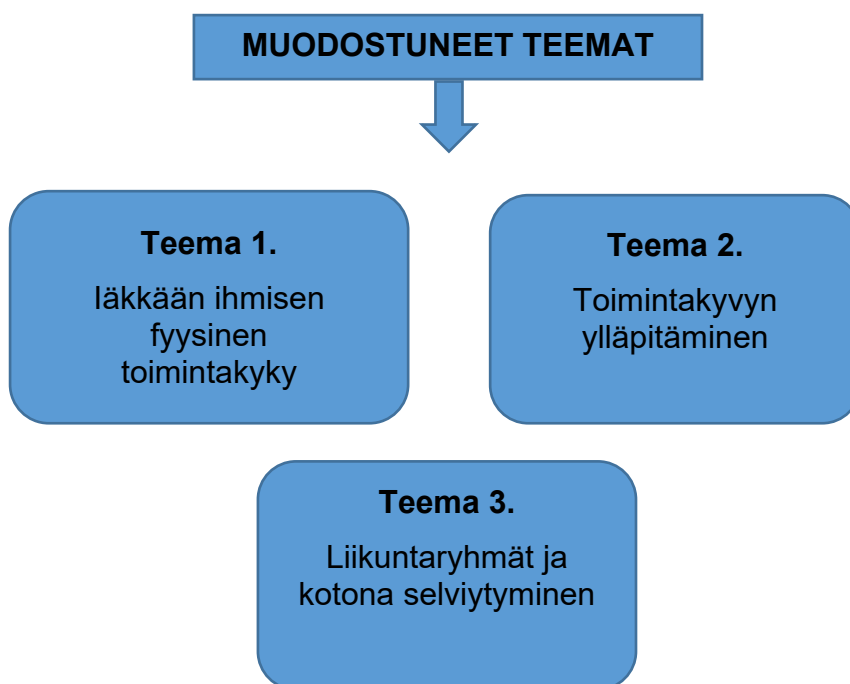 MUODOSTUNEET TEEMAT
Teema 1.
Iäkkään ihmisen
fyysinen
toimintakyky
Teema 2.
Toimintakyvyn
ylläpitäminen
Teema 3.
Liikuntaryhmät ja
kotona selviytyminen